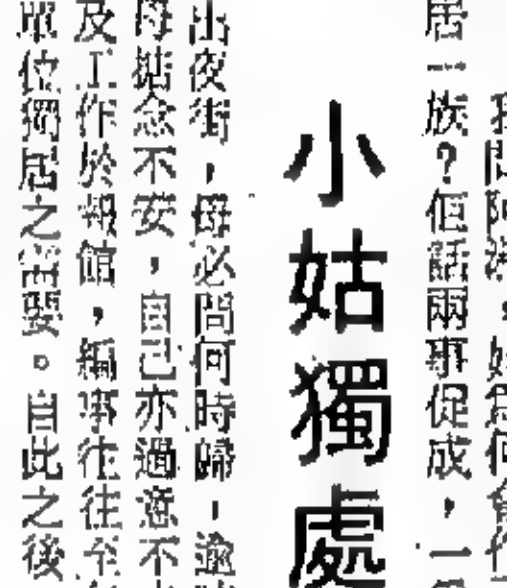 我問阿
居一族？佢話兩事促成，一
小姑獨處
出夜街，母必問何時歸，逾
母掂念不安，自己亦過意不
及工作於報館，編事往往至
單位獨居之需要。自此之後